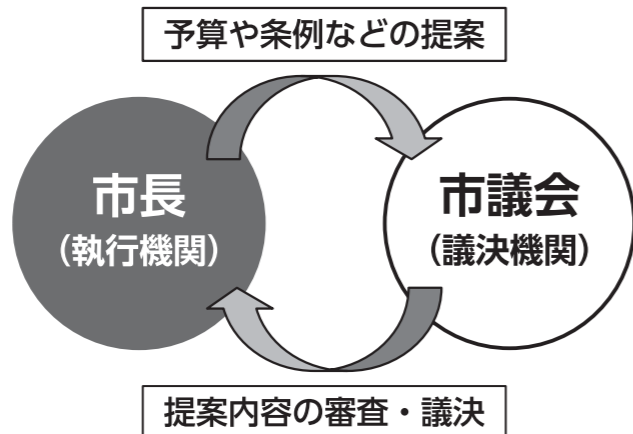 予算や条例などの提案
市長
（執行機関）
市議会
（議決機関）
提案内容の審査・議決